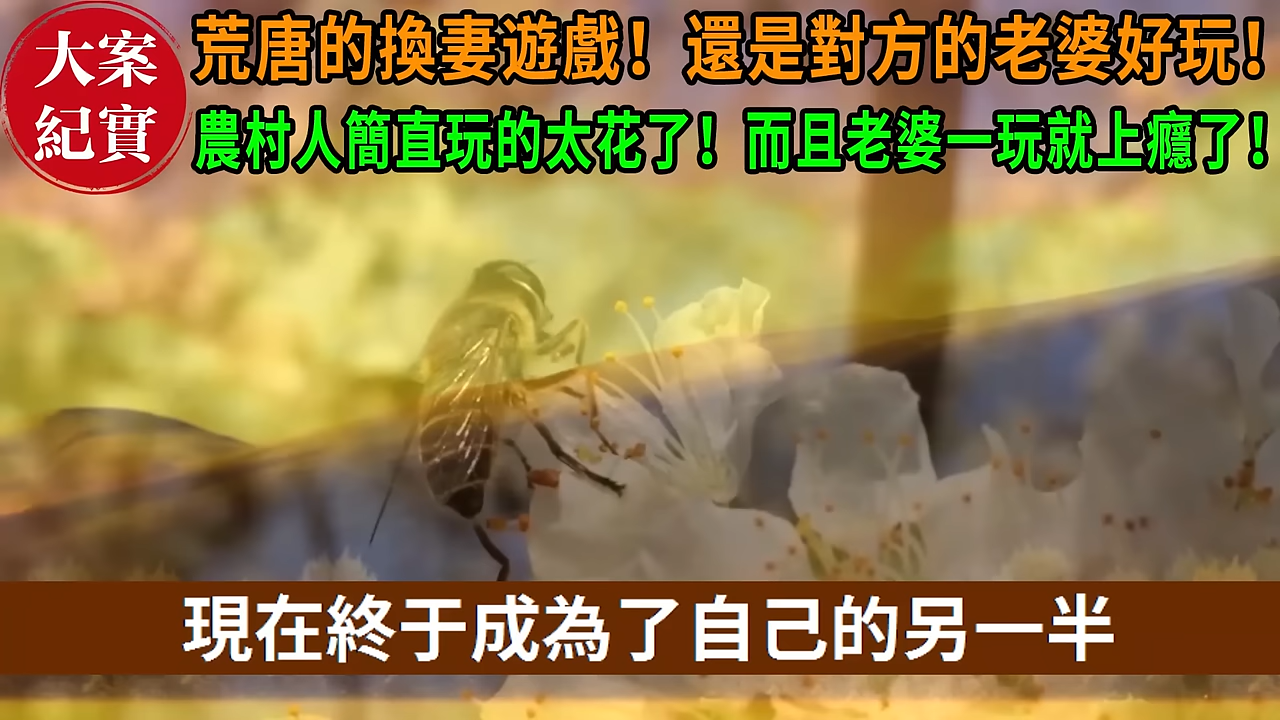 大案
紀實
荒唐的換妻遊戲！還是對方的老婆好玩！
農村人簡直玩的太花了！而且老婆一玩就上癮了！
現在終于成為了自己的另一半